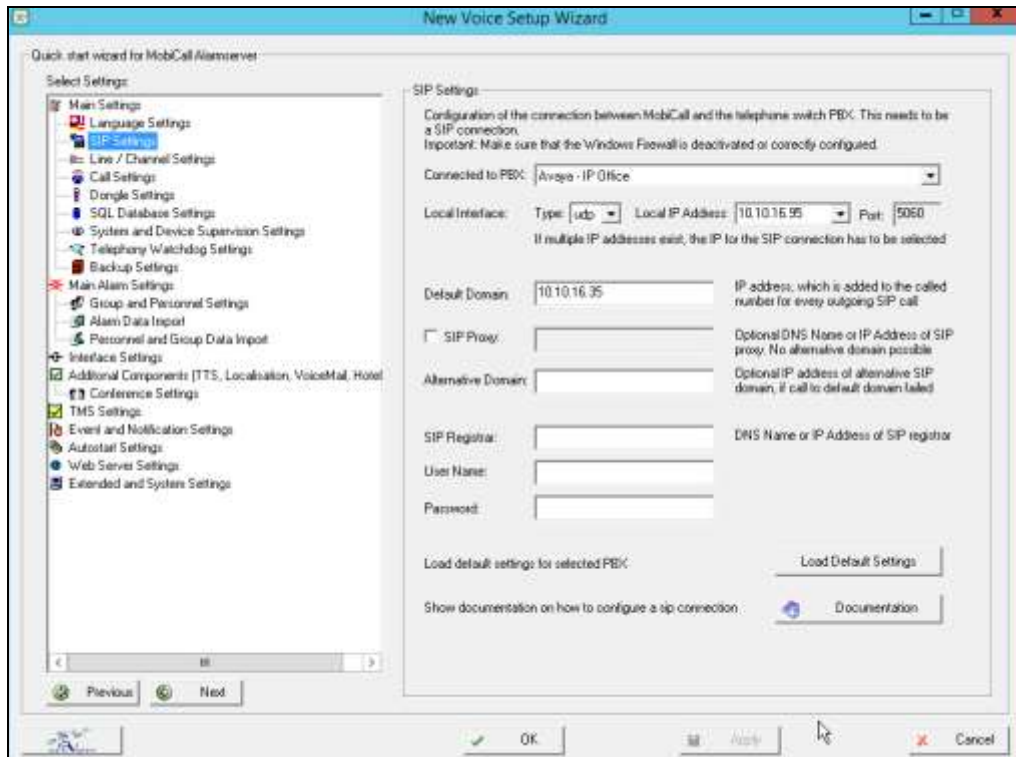 New Voice Setup Wizard
Quick start wizard for MobiCall Alarmserver
Select Settings:
Main Settings
Language Settings
SIP Settings
Line / Channel Settings
Call Settings
Dongle Settings
SQL Database Settings
System and Device Supervision Settings
Telephony Watchdog Settings
Backup Settings
Main Alarm Settings
Group and Personnel Settings
Alarm Data Import
Personnel and Group Data Import
Interface Settings
Additonal Components (TTS, Localisation, VoiceMail, Hotel
Conference Settings
TMS Settings
Event and Notification Settings
Autostart Settings
Web Server Settings
Extended and System Settings
Previous
Next
SIP Settings
Configuration of the connection between MobiCall and the telephone switch PBX. This needs to be
a SIP connection.
Important: Make sure that the Windows Firewall is deactivated or correctly configured.
Connected to PBX: Avaya - IP Office
Local Interface: Type: udp Local IP Address: 10.10.16.95 Port: 5060
If multiple IP addresses exist, the IP for the SIP connection has to be selected
Default Domain: 10.10.16.35 IP address, which is added to the called
number for every outgoing SIP call
SIP Proxy: Optional DNS Name or IP Address of SIP
proxy. No alternative domain possible
Alternative Domain: Optional IP address of alternative SIP
domain, if call to default domain failed
SIP Registrar: DNS Name or IP Address of SIP registrar
User Name:
Password:
Load default settings for selected PBX Load Default Settings
Show documentation on how to configure a sip connection Documentation
OK Apply Cancel